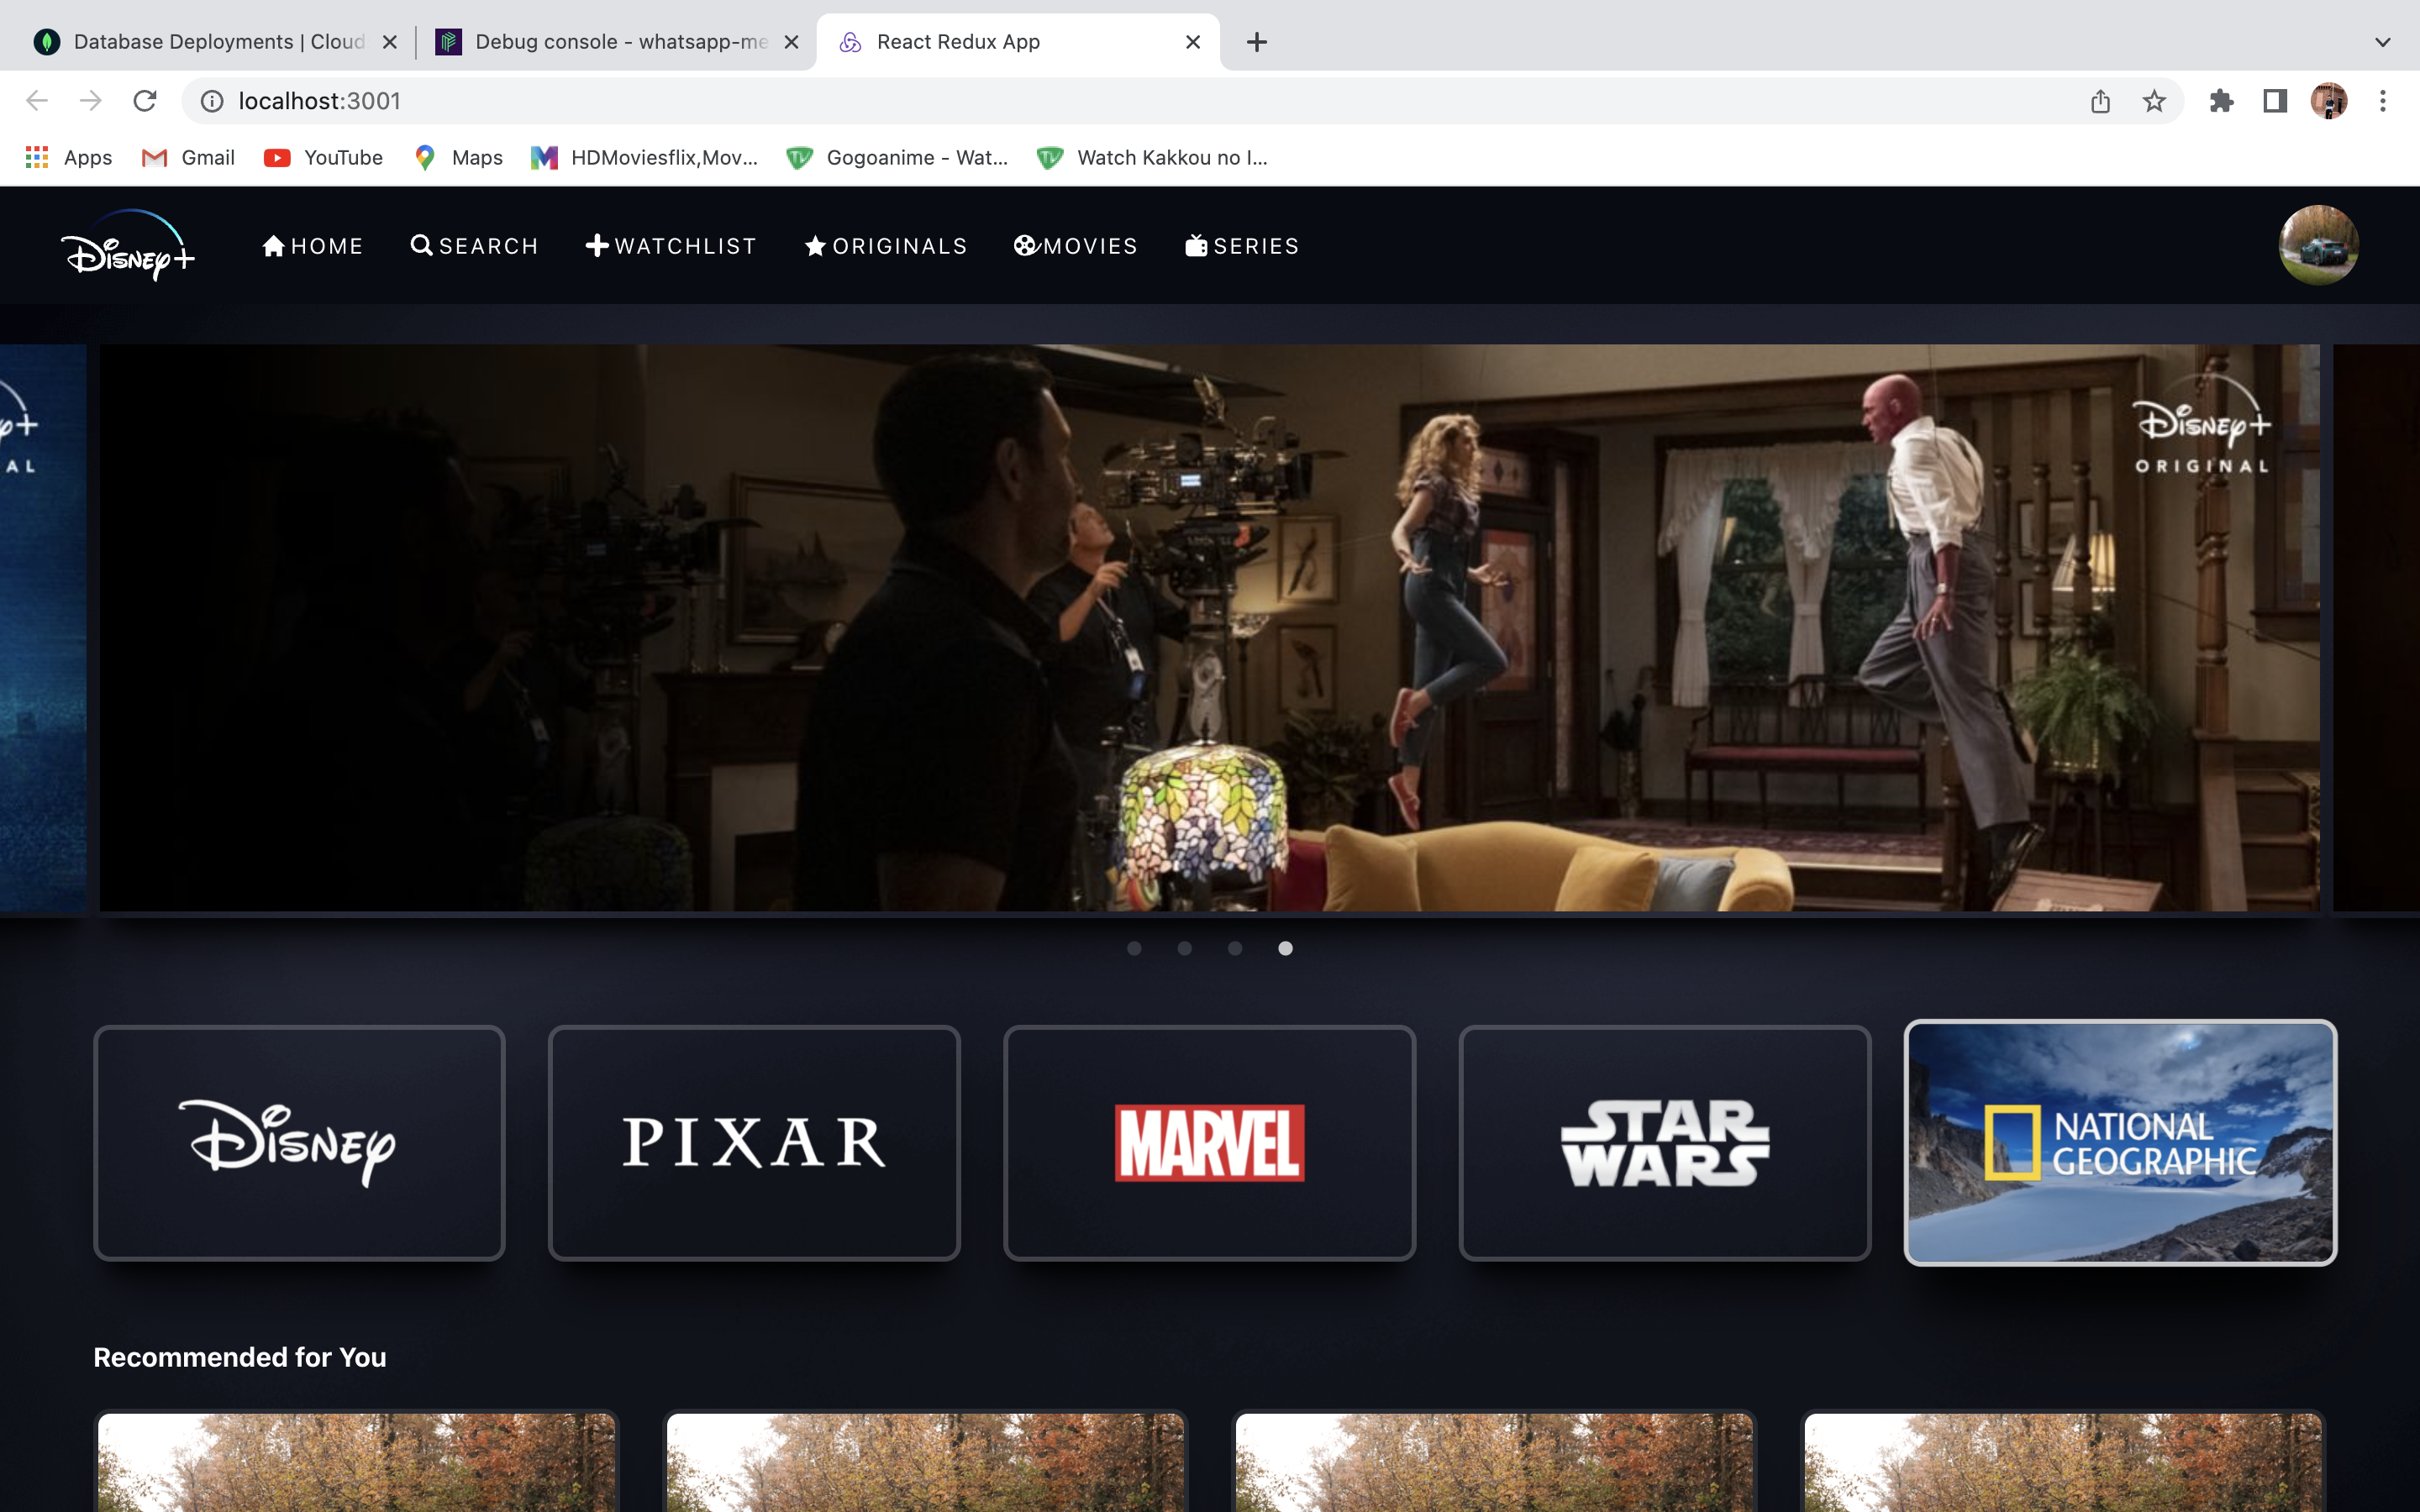 Database Deployments | Cloud
Debug console - whatsapp-me
React Redux App
localhost:3001
Apps
Gmail
YouTube
Maps
HDMoviesflix,Mov...
Gogoanime - Wat...
Watch Kakkou no I...
Disney+
HOME
SEARCH
WATCHLIST
ORIGINALS
MOVIES
SERIES
y+
AL
Disney+
ORIGINAL
Disney
PIXAR
MARVEL
STAR
WARS
NATIONAL
GEOGRAPHIC
Recommended for You